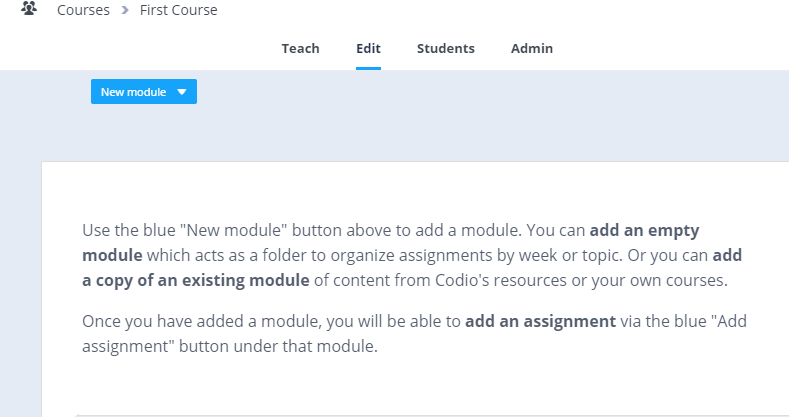 Courses > First Course
Teach Edit Students Admin
New module
Use the blue "New module" button above to add a module. You can add an empty
module which acts as a folder to organize assignments by week or topic. Or you can add
a copy of an existing module of content from Codio's resources or your own courses.
Once you have added a module, you will be able to add an assignment via the blue "Add
assignment" button under that module.